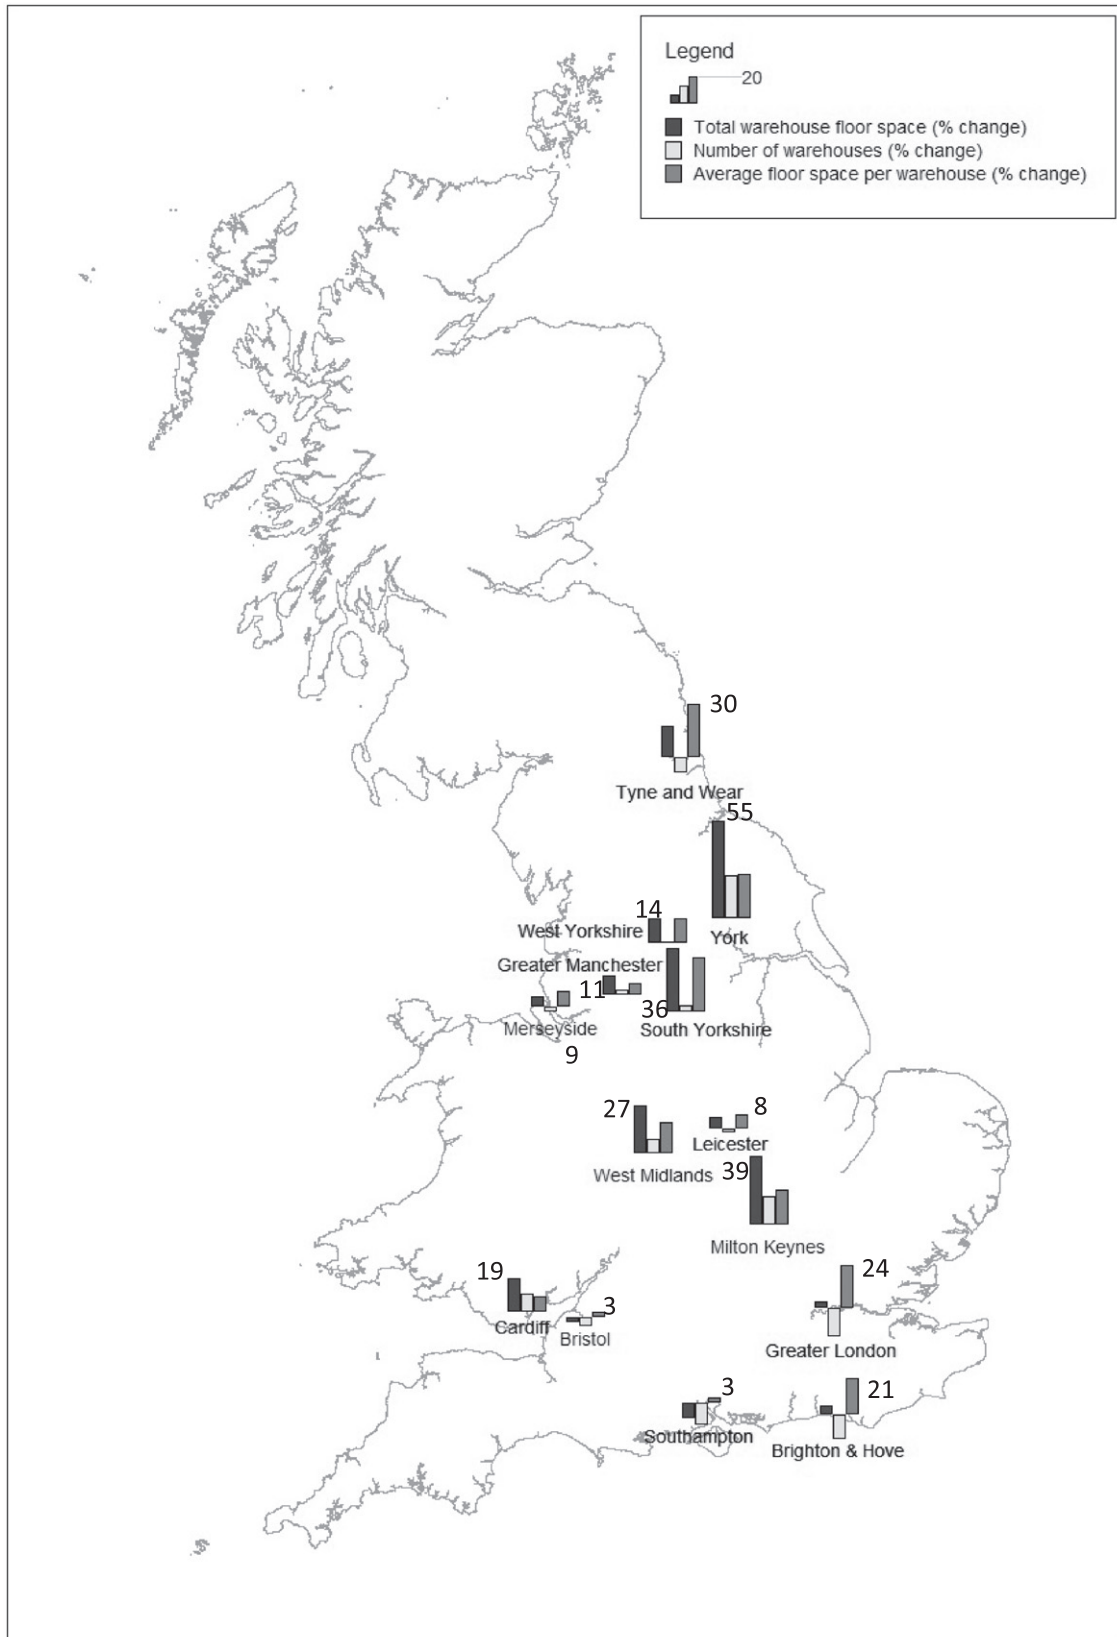 Legend
20
Total warehouse floor space (% change)
Number of warehouses (% change)
Average floor space per warehouse (% change)
30
Tyne and Wear
55
14
West Yorkshire
York
Greater Manchester
11
36
Merseyside
South Yorkshire
9
27
8
Leicester
West Midlands
39
Milton Keynes
19
24
3
Cardiff
Bristol
Greater London
3
21
Southampton
Brighton & Hove